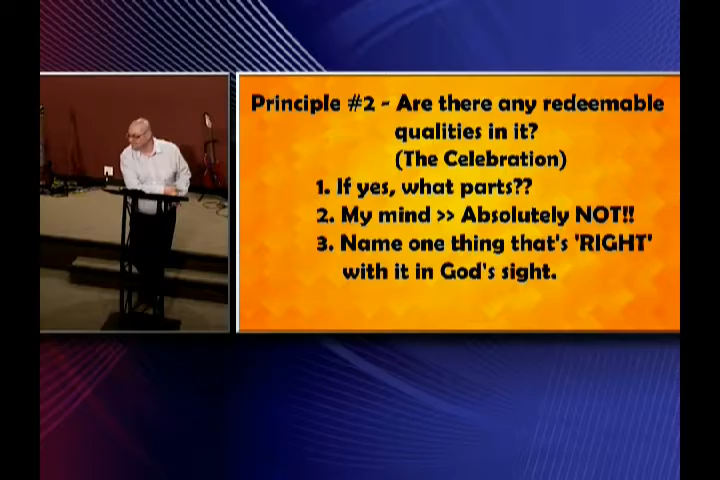 Principle #2 - Are there any redeemable
qualities in it?
(The Celebration)
1. If yes, what parts??
2. My mind >> Absolutely NOT!!
3. Name one thing that's 'RIGHT'
with it in God's sight.